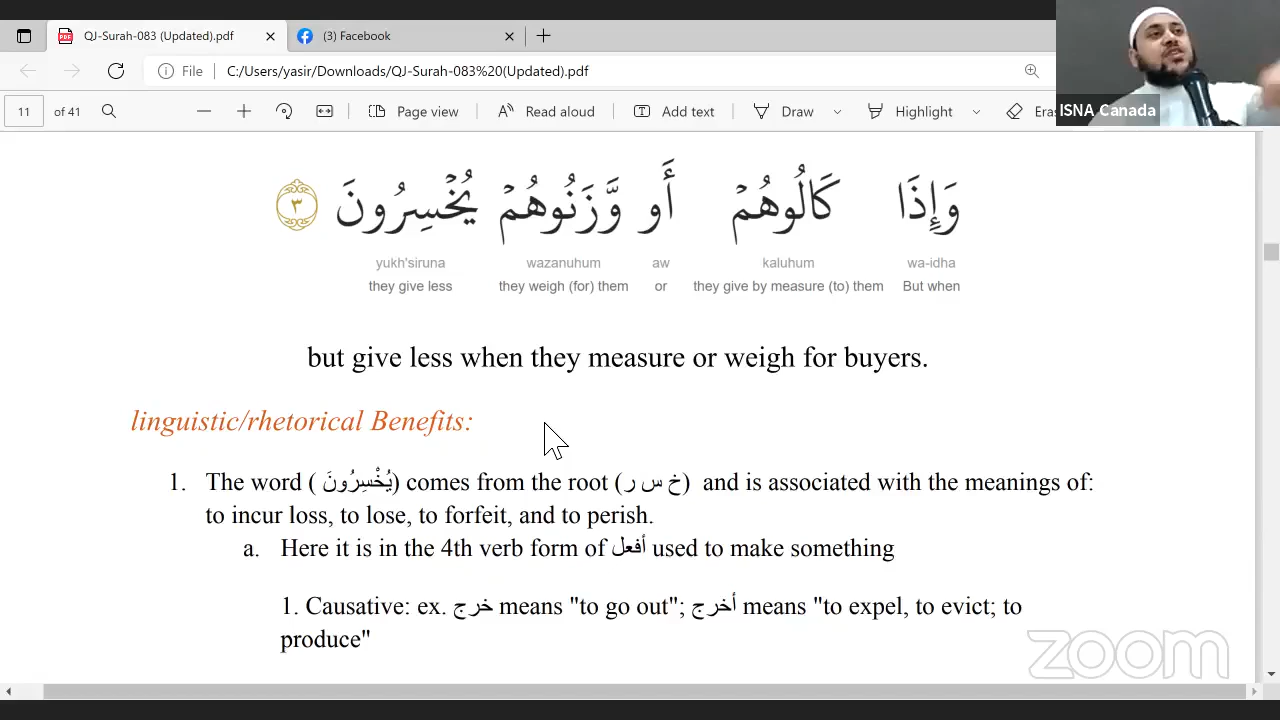 QJ-Surah-083 (Updated).pdf
(3) Facebook
File C:/Users/yasir/Downloads/QJ-Surah-083%20(Updated).pdf
ISNA Canada
11 of 41 Page view Read aloud Add text Draw Highlight Eras
وَإِذَا كَالُوهُمْ أَو وَّزَنُوهُمْ يُخْسِرُونَ ٣
yukh'siruna wazanuhum aw kaluhum wa-idha
they give less they weigh (for) them or they give by measure (to) them But when
but give less when they measure or weigh for buyers.
linguistic/rhetorical Benefits:
1. The word ( يُخْسِرُونَ) comes from the root (خ س ر) and is associated with the meanings of:
to incur loss, to lose, to forfeit, and to perish.
a. Here it is in the 4th verb form of أفعل used to make something
1. Causative: ex. خرج means "to go out"; أخرج means "to expel, to evict; to
produce"
zoom